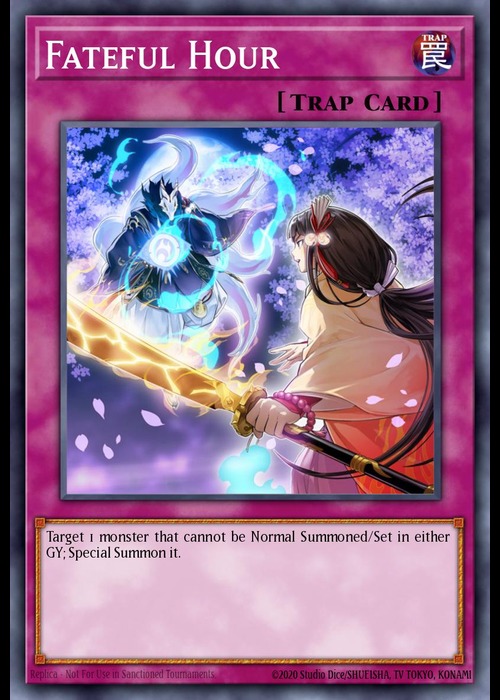 Fateful Hour
TRAP
罠
[ Trap Card ]
Target 1 monster that cannot be Normal Summoned/Set in either
GY; Special Summon it.
Replica - Not For Use in Sanctioned Tournaments.
©2020 Studio Dice/SHUEISHA, TV TOKYO, KONAMI